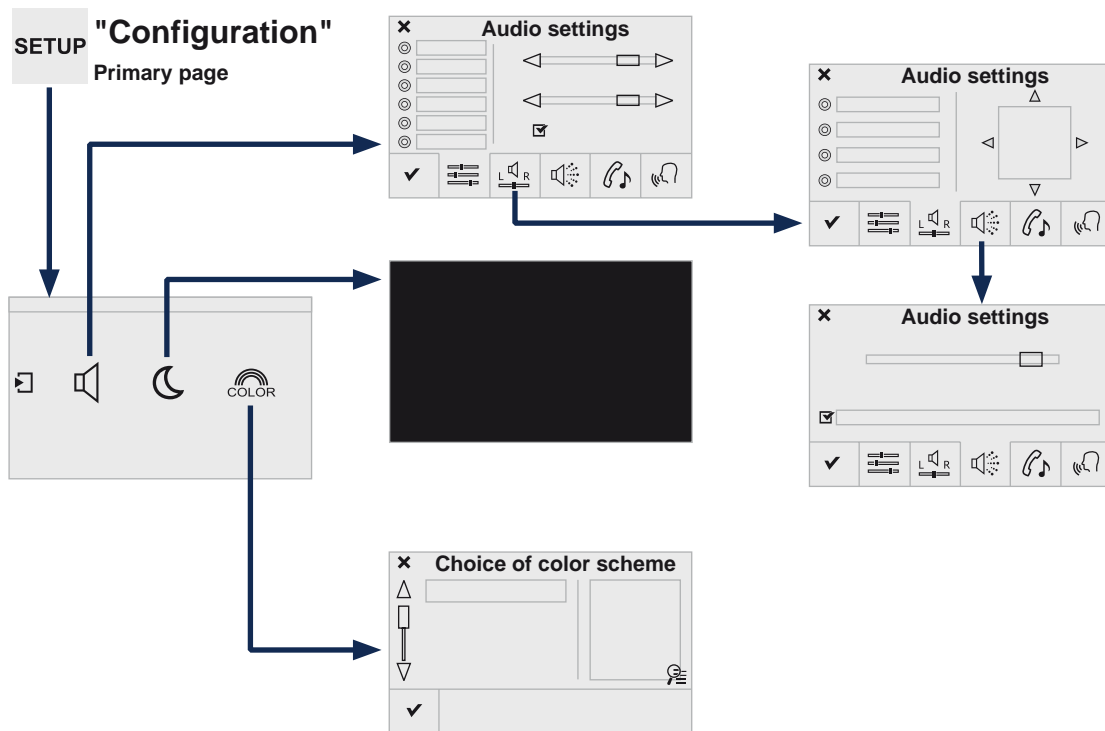 SETUP
"Configuration"
Primary page
Audio settings
L R
Audio settings
L R
Audio settings
L R
COLOR
Choice of color scheme